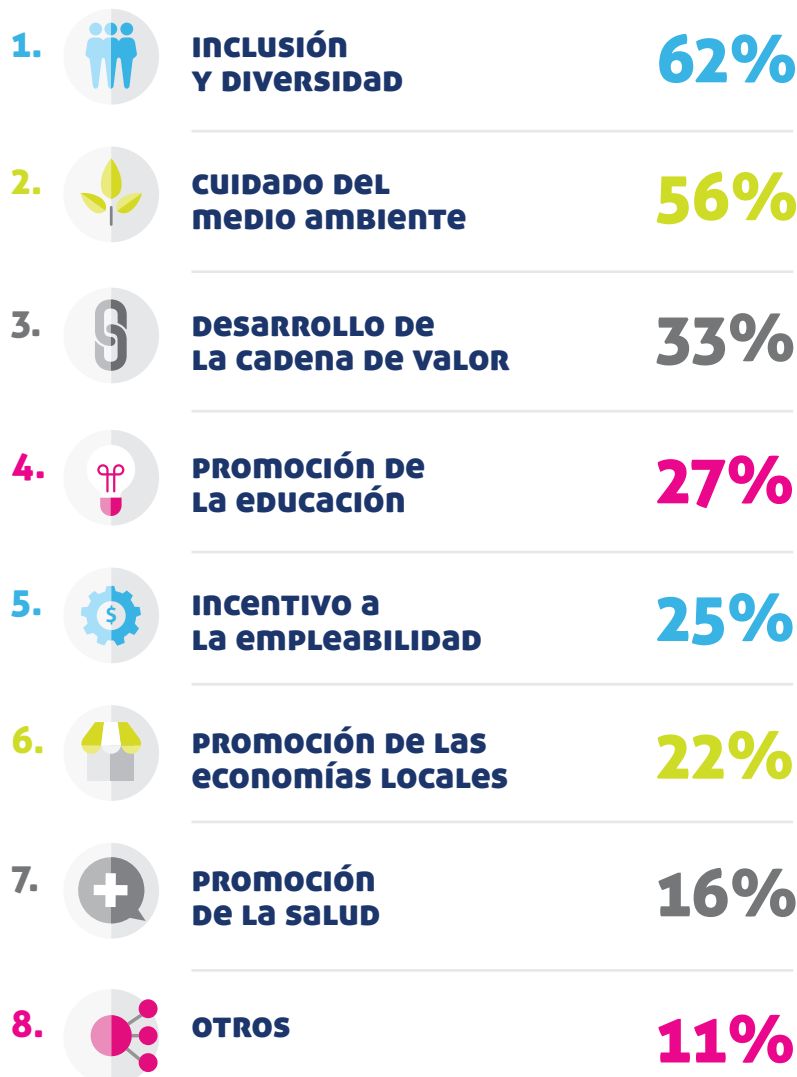 1.
INCLUSIÓN
Y DIVERSIDAD
62%
2.
CUIDADO DEL
MEDIO AMBIENTE
56%
3.
DESARROLLO DE
LA CADENA DE VALOR
33%
4.
PROMOCIÓN DE
LA EDUCACIÓN
27%
5.
$
INCENTIVO A
LA EMPLEABILIDAD
25%
6.
PROMOCIÓN DE LAS
ECONOMÍAS LOCALES
22%
7.
PROMOCIÓN
DE LA SALUD
16%
8.
OTROS
11%